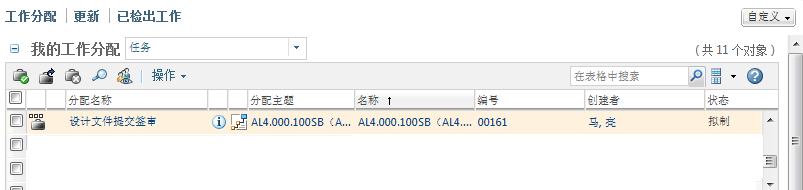 工作分配 更新 已检出工作 自定义
我的工作分配 任务 (共 11 个对象)
操作 在表格中搜索
分配名称 分配主题 名称 编号 创建者 状态
设计文件提交签审 AL4.000.100SB（A... AL4.000.100SB（AL4.... 00161 马, 亮 拟制